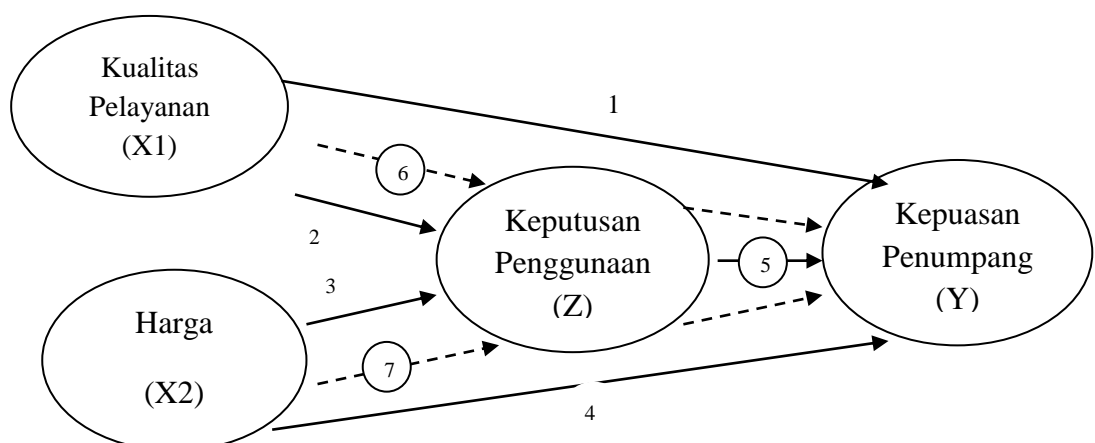 Kualitas
Pelayanan
(X1)
1
6
2
Keputusan
Penggunaan
(Z)
5
Kepuasan
Penumpang
(Y)
3
Harga
(X2)
7
4